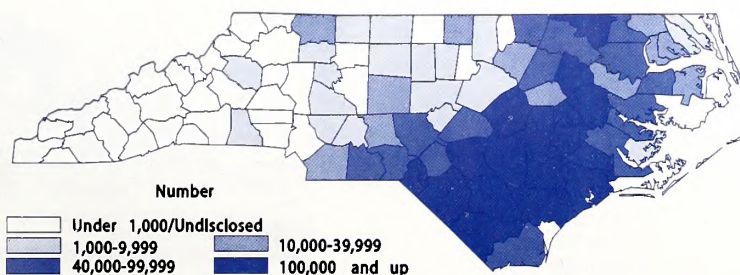 Number
Under 1,000/Undisclosed
1,000-9,999
10,000-39,999
40,000-99,999
100,000 and up